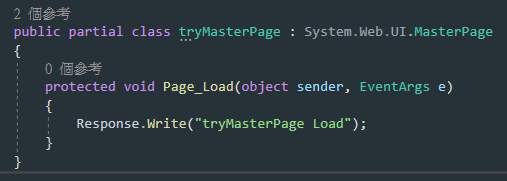 2 個參考
public partial class tryMasterPage : System.Web.UI.MasterPage
{
0 個參考
protected void Page_Load(object sender, EventArgs e)
{
Response.Write("tryMasterPage Load");
}
}